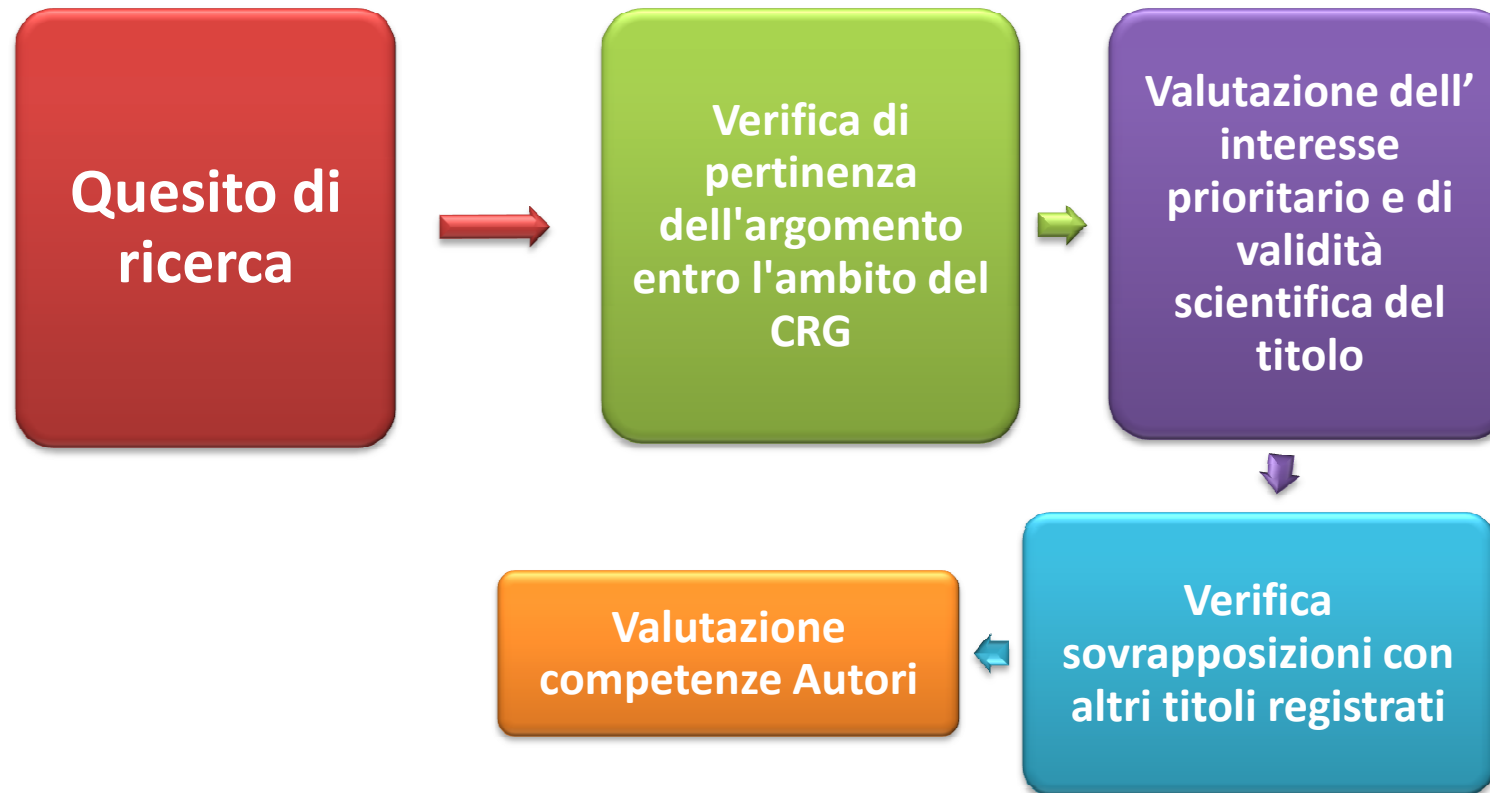 Quesito di
ricerca
Verifica di
pertinenza
dell'argomento
entro l'ambito del
CRG
Valutazione dell’
interesse
prioritario e di
validità
scientifica del
titolo
Verifica
sovrapposizioni con
altri titoli registrati
Valutazione
competenze Autori